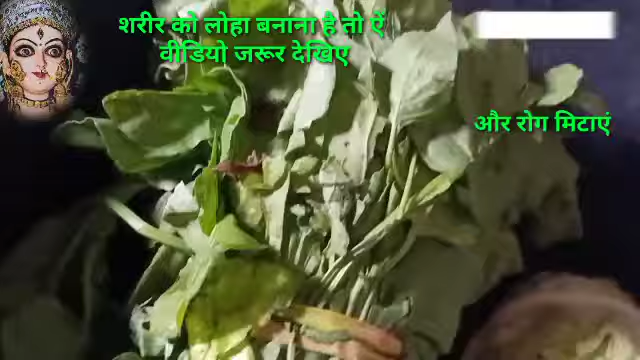 शरीर को लोहा बनाना है तो ऐं
वीडियो जरूर देखिए
और रोग मिटाएं